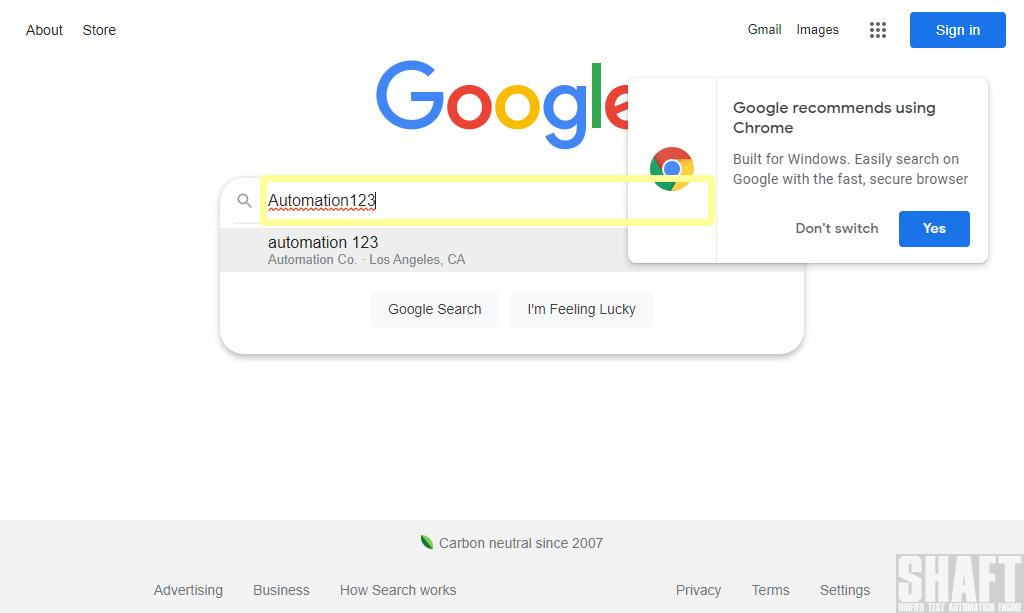 About Store Gmail Images Sign in
Google
Google recommends using
Chrome
Built for Windows. Easily search on
Google with the fast, secure browser
Don't switch Yes
Automation123
automation 123
Automation Co. · Los Angeles, CA
Google Search I'm Feeling Lucky
Carbon neutral since 2007
Advertising Business How Search works Privacy Terms Settings
SHAFT
UNIFIED TEST AUTOMATION ENGINE